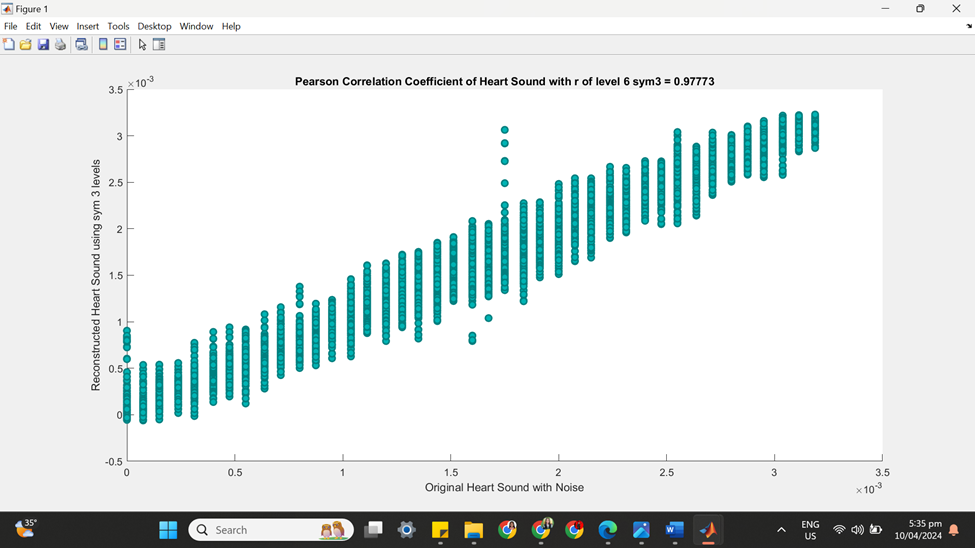 Figure 1
File Edit View Insert Tools Desktop Window Help
Pearson Correlation Coefficient of Heart Sound with r of level 6 sym3 = 0.97773
×10⁻³
3.5
3
2.5
2
1.5
1
0.5
0
-0.5
Reconstructed Heart Sound using sym 3 levels
0 0.5 1 1.5 2 2.5 3 3.5
Original Heart Sound with Noise
×10⁻³
35°
Search
ENG
US
5:35 pm
10/04/2024